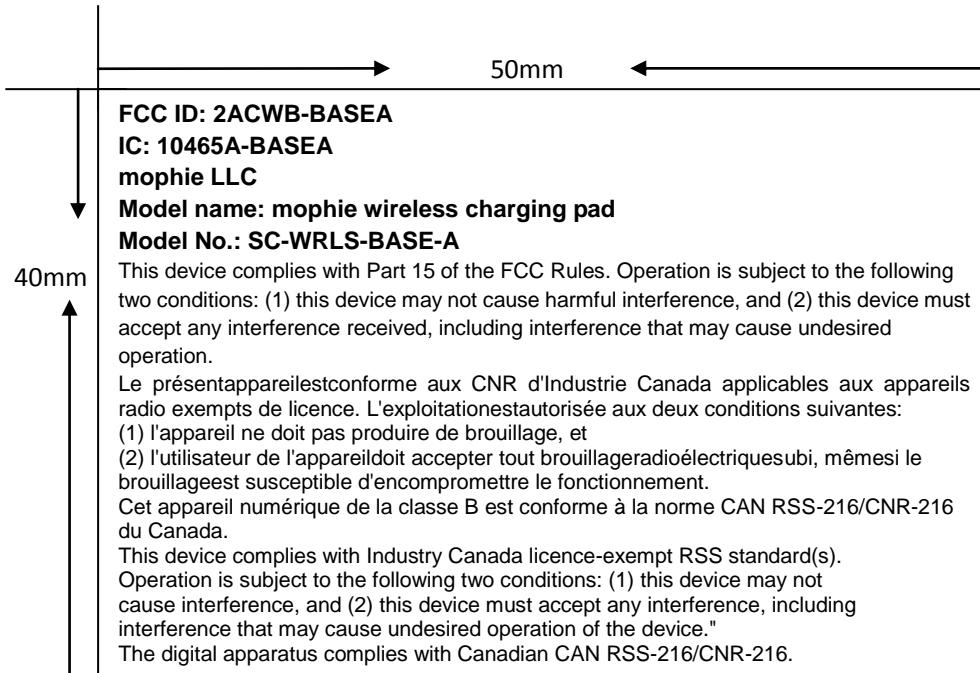 50mm
FCC ID: 2ACWB-BASEA
IC: 10465A-BASEA
mophie LLC
Model name: mophie wireless charging pad
Model No.: SC-WRLS-BASE-A
40mm
This device complies with Part 15 of the FCC Rules. Operation is subject to the following
two conditions: (1) this device may not cause harmful interference, and (2) this device must
accept any interference received, including interference that may cause undesired
operation.
Le présentappareilestconforme aux CNR d'Industrie Canada applicables aux appareils
radio exempts de licence. L'exploitationestautorisée aux deux conditions suivantes:
(1) l'appareil ne doit pas produire de brouillage, et
(2) l'utilisateur de l'appareildoit accepter tout brouillageradioélectriquesubi, mêmesi le
brouillageest susceptible d'encompromettre le fonctionnement.
Cet appareil numérique de la classe B est conforme à la norme CAN RSS-216/CNR-216
du Canada.
This device complies with Industry Canada licence-exempt RSS standard(s).
Operation is subject to the following two conditions: (1) this device may not
cause interference, and (2) this device must accept any interference, including
interference that may cause undesired operation of the device."
The digital apparatus complies with Canadian CAN RSS-216/CNR-216.